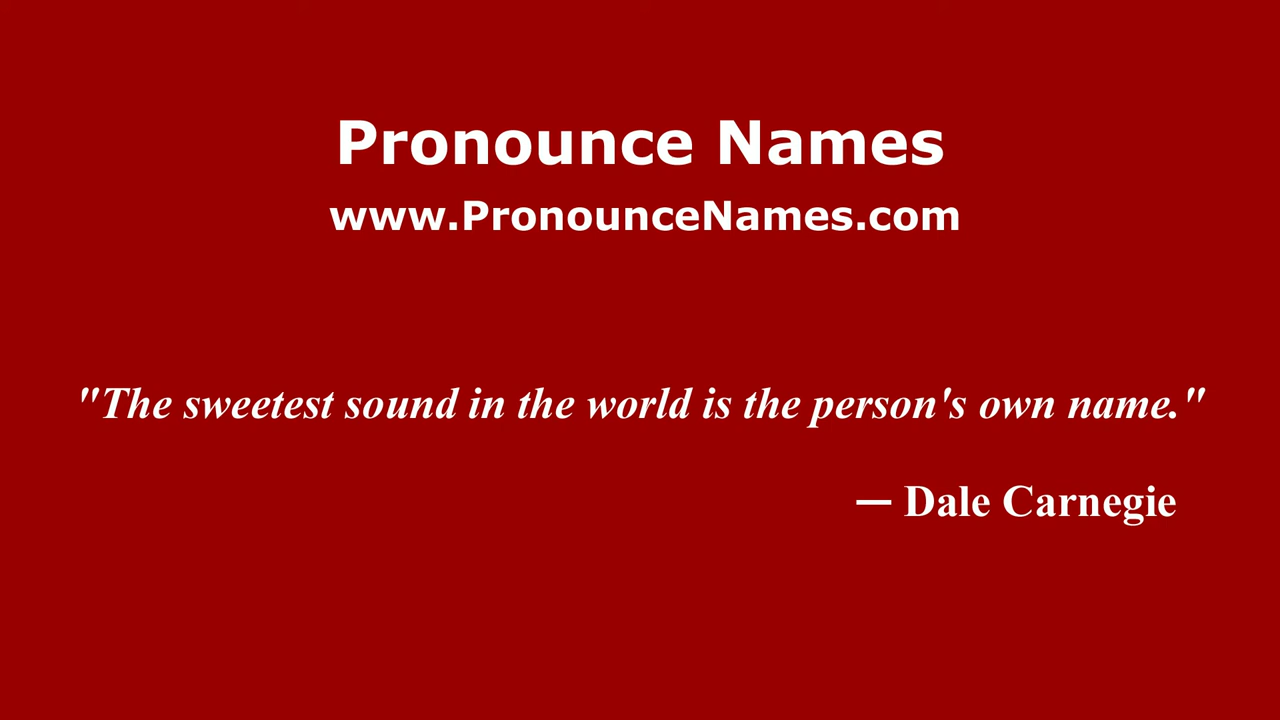 Pronounce Names
www.PronounceNames.com
"The sweetest sound in the world is the person's own name."
— Dale Carnegie